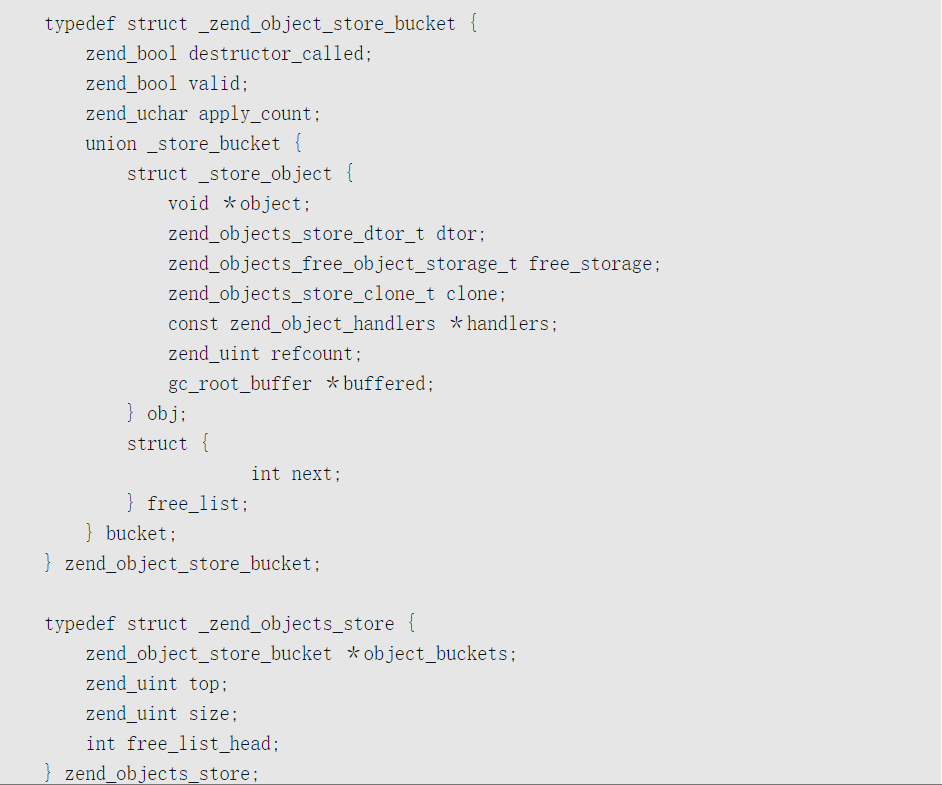 typedef struct _zend_object_store_bucket {
    zend_bool destructor_called;
    zend_bool valid;
    zend_uchar apply_count;
    union _store_bucket {
        struct _store_object {
            void *object;
            zend_objects_store_dtor_t dtor;
            zend_objects_free_object_storage_t free_storage;
            zend_objects_store_clone_t clone;
            const zend_object_handlers *handlers;
            zend_uint refcount;
            gc_root_buffer *buffered;
        } obj;
        struct {
                    int next;
        } free_list;
    } bucket;
} zend_object_store_bucket;

typedef struct _zend_objects_store {
    zend_object_store_bucket *object_buckets;
    zend_uint top;
    zend_uint size;
    int free_list_head;
} zend_objects_store;